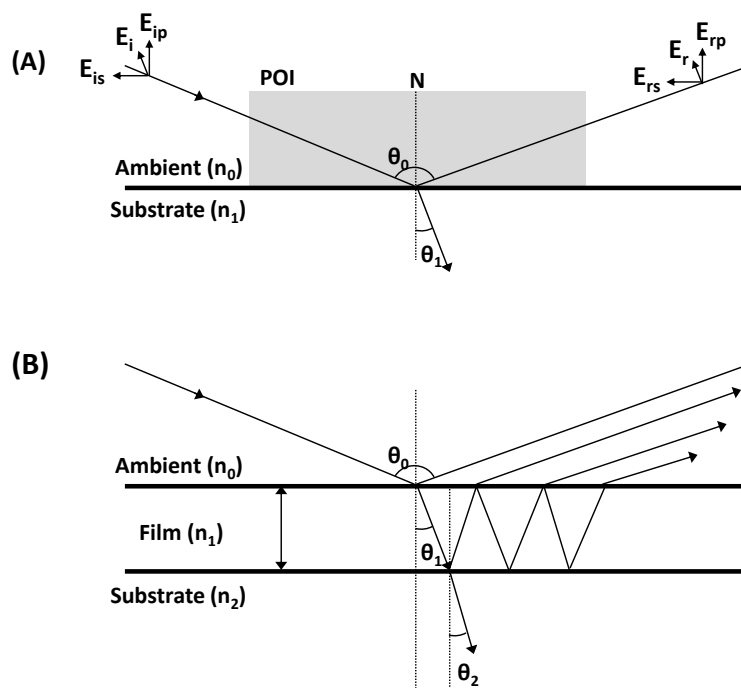 (A)
E_i E_ip
E_is
POI
N
E_r E_rp
E_rs
θ_0
Ambient (n_0)
Substrate (n_1)
θ_1
(B)
θ_0
Ambient (n_0)
Film (n_1)
θ_1
Substrate (n_2)
θ_2